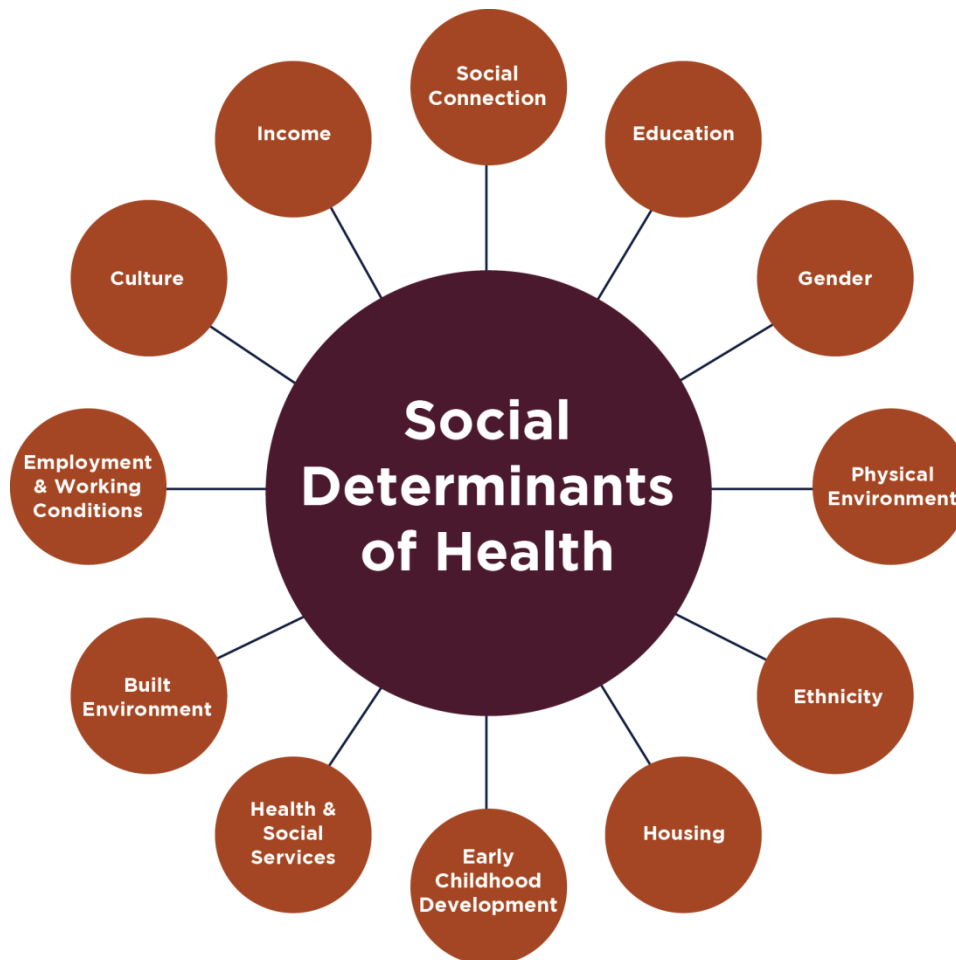 Social
Connection
Education
Gender
Physical
Environment
Ethnicity
Housing
Early
Childhood
Development
Health &
Social
Services
Built
Environment
Employment
& Working
Conditions
Culture
Income
Social
Determinants
of Health